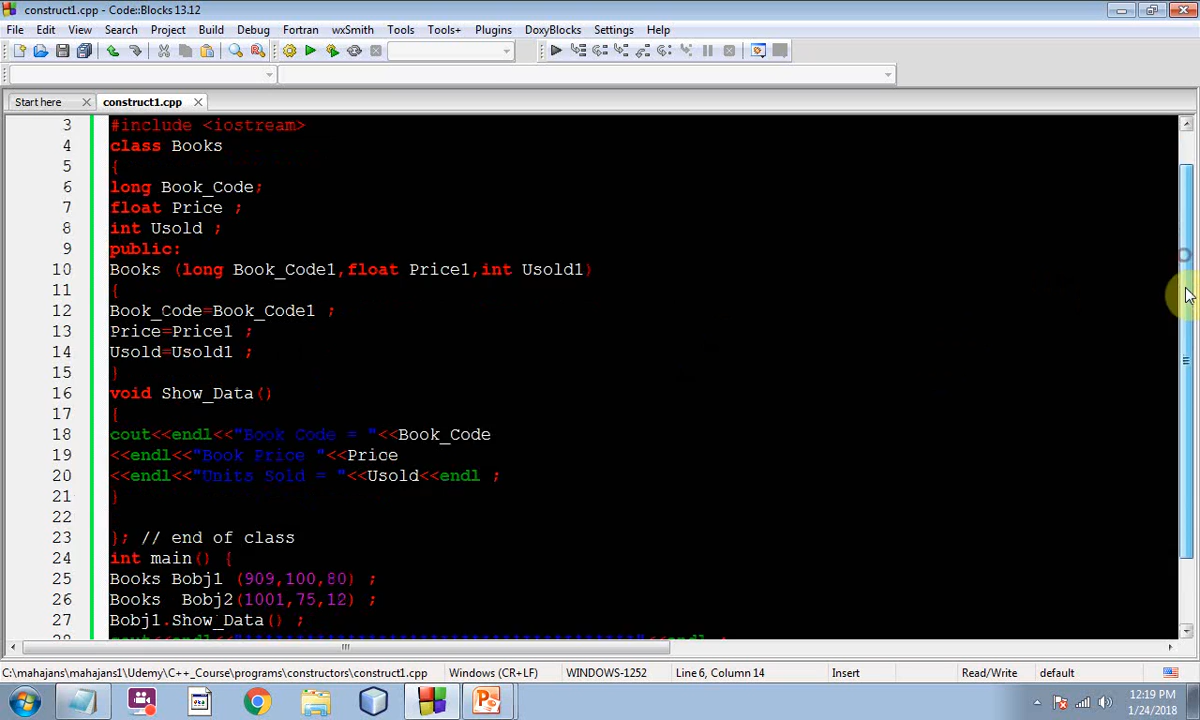 construct1.cpp - Code::Blocks 13.12
File Edit View Search Project Build Debug Fortran wxSmith Tools Tools+ Plugins DoxyBlocks Settings Help
Start here construct1.cpp
3 #include <iostream>
4 class Books
5 {
6 long Book_Code;
7 float Price ;
8 int Usold ;
9 public:
10 Books (long Book_Code1,float Price1,int Usold1)
11 {
12 Book_Code=Book_Code1 ;
13 Price=Price1 ;
14 Usold=Usold1 ;
15 }
16 void Show_Data()
17 {
18 cout<<endl<<"Book Code = "<<Book_Code
19 <<endl<<"Book Price "<<Price
20 <<endl<<"Units Sold = "<<Usold<<endl ;
21 }
22
23 }; // end of class
24 int main() {
25 Books Bobj1 (909,100,80) ;
26 Books  Bobj2(1001,75,12) ;
27 Bobj1.Show_Data() ;
C:\mahajans\mahajans1\Udemy\C++_Course\programs\constructors\construct1.cpp Windows (CR+LF) WINDOWS-1252 Line 6, Column 14 Insert Read/Write default
12:19 PM
1/24/2018